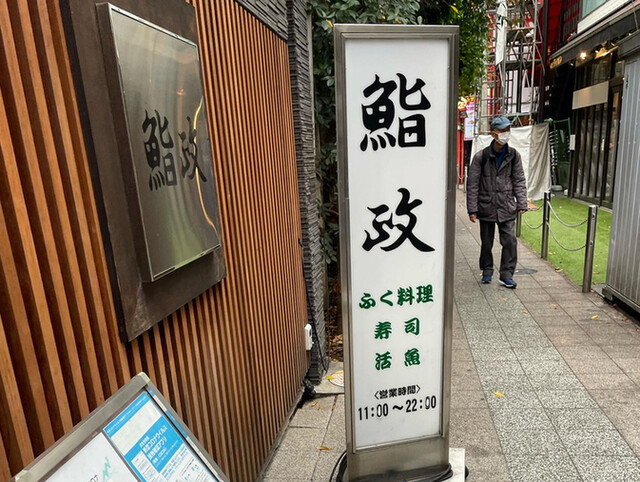 鮨政
鮨
政
ふく料理
寿司
活魚
〈営業時間〉
11:00〜22:00